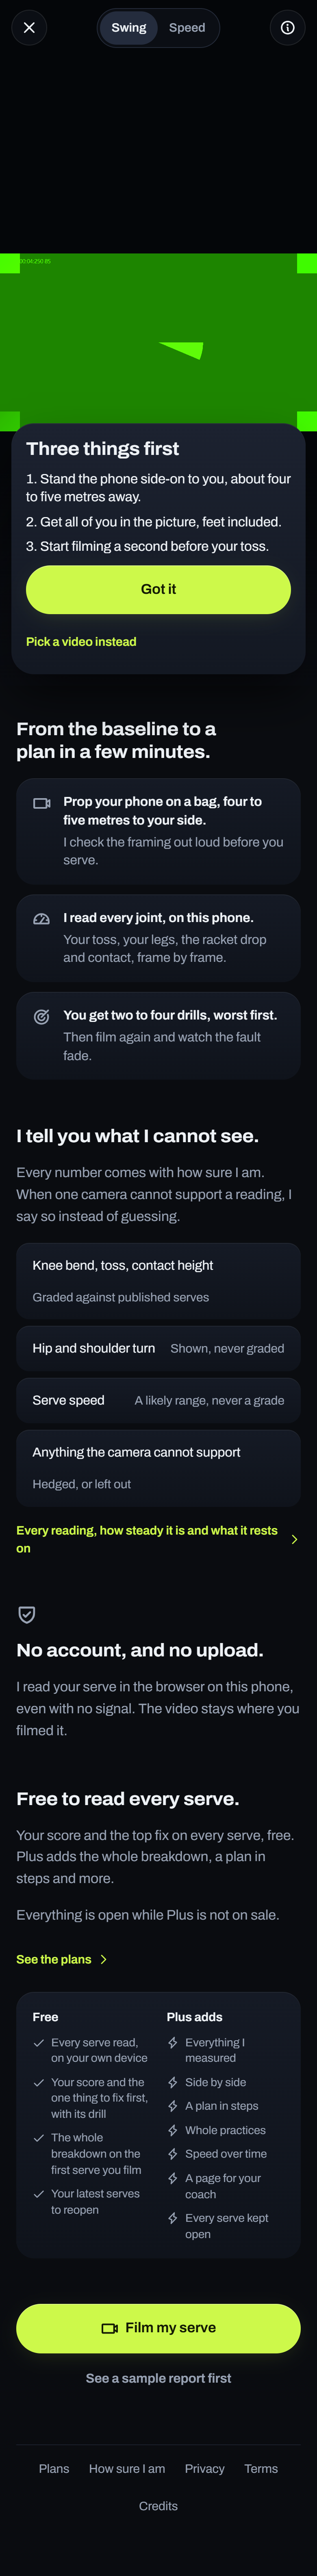 Swing
Speed
Three things first
1. Stand the phone side-on to you, about four
to five metres away.
2. Get all of you in the picture, feet included.
3. Start filming a second before your toss.
Got it
Pick a video instead
From the baseline to a
plan in a few minutes.
Prop your phone on a bag, four to
five metres to your side.
I check the framing out loud before you
serve.
I read every joint, on this phone.
Your toss, your legs, the racket drop
and contact, frame by frame.
You get two to four drills, worst first.
Then film again and watch the fault
fade.
I tell you what I cannot see.
Every number comes with how sure I am.
When one camera cannot support a reading, I
say so instead of guessing.
Knee bend, toss, contact height
Graded against published serves
Hip and shoulder turn
Shown, never graded
Serve speed
A likely range, never a grade
Anything the camera cannot support
Hedged, or left out
Every reading, how steady it is and what it rests
on
No account, and no upload.
I read your serve in the browser on this phone,
even with no signal. The video stays where you
filmed it.
Free to read every serve.
Your score and the top fix on every serve, free.
Plus adds the whole breakdown, a plan in
steps and more.
Everything is open while Plus is not on sale.
See the plans
Free
Every serve read,
on your own device
Your score and the
one thing to fix first,
with its drill
The whole
breakdown on the
first serve you film
Your latest serves
to reopen
Plus adds
Everything I
measured
Side by side
A plan in steps
Whole practices
Speed over time
A page for your
coach
Every serve kept
open
Film my serve
See a sample report first
Plans
How sure I am
Privacy
Terms
Credits